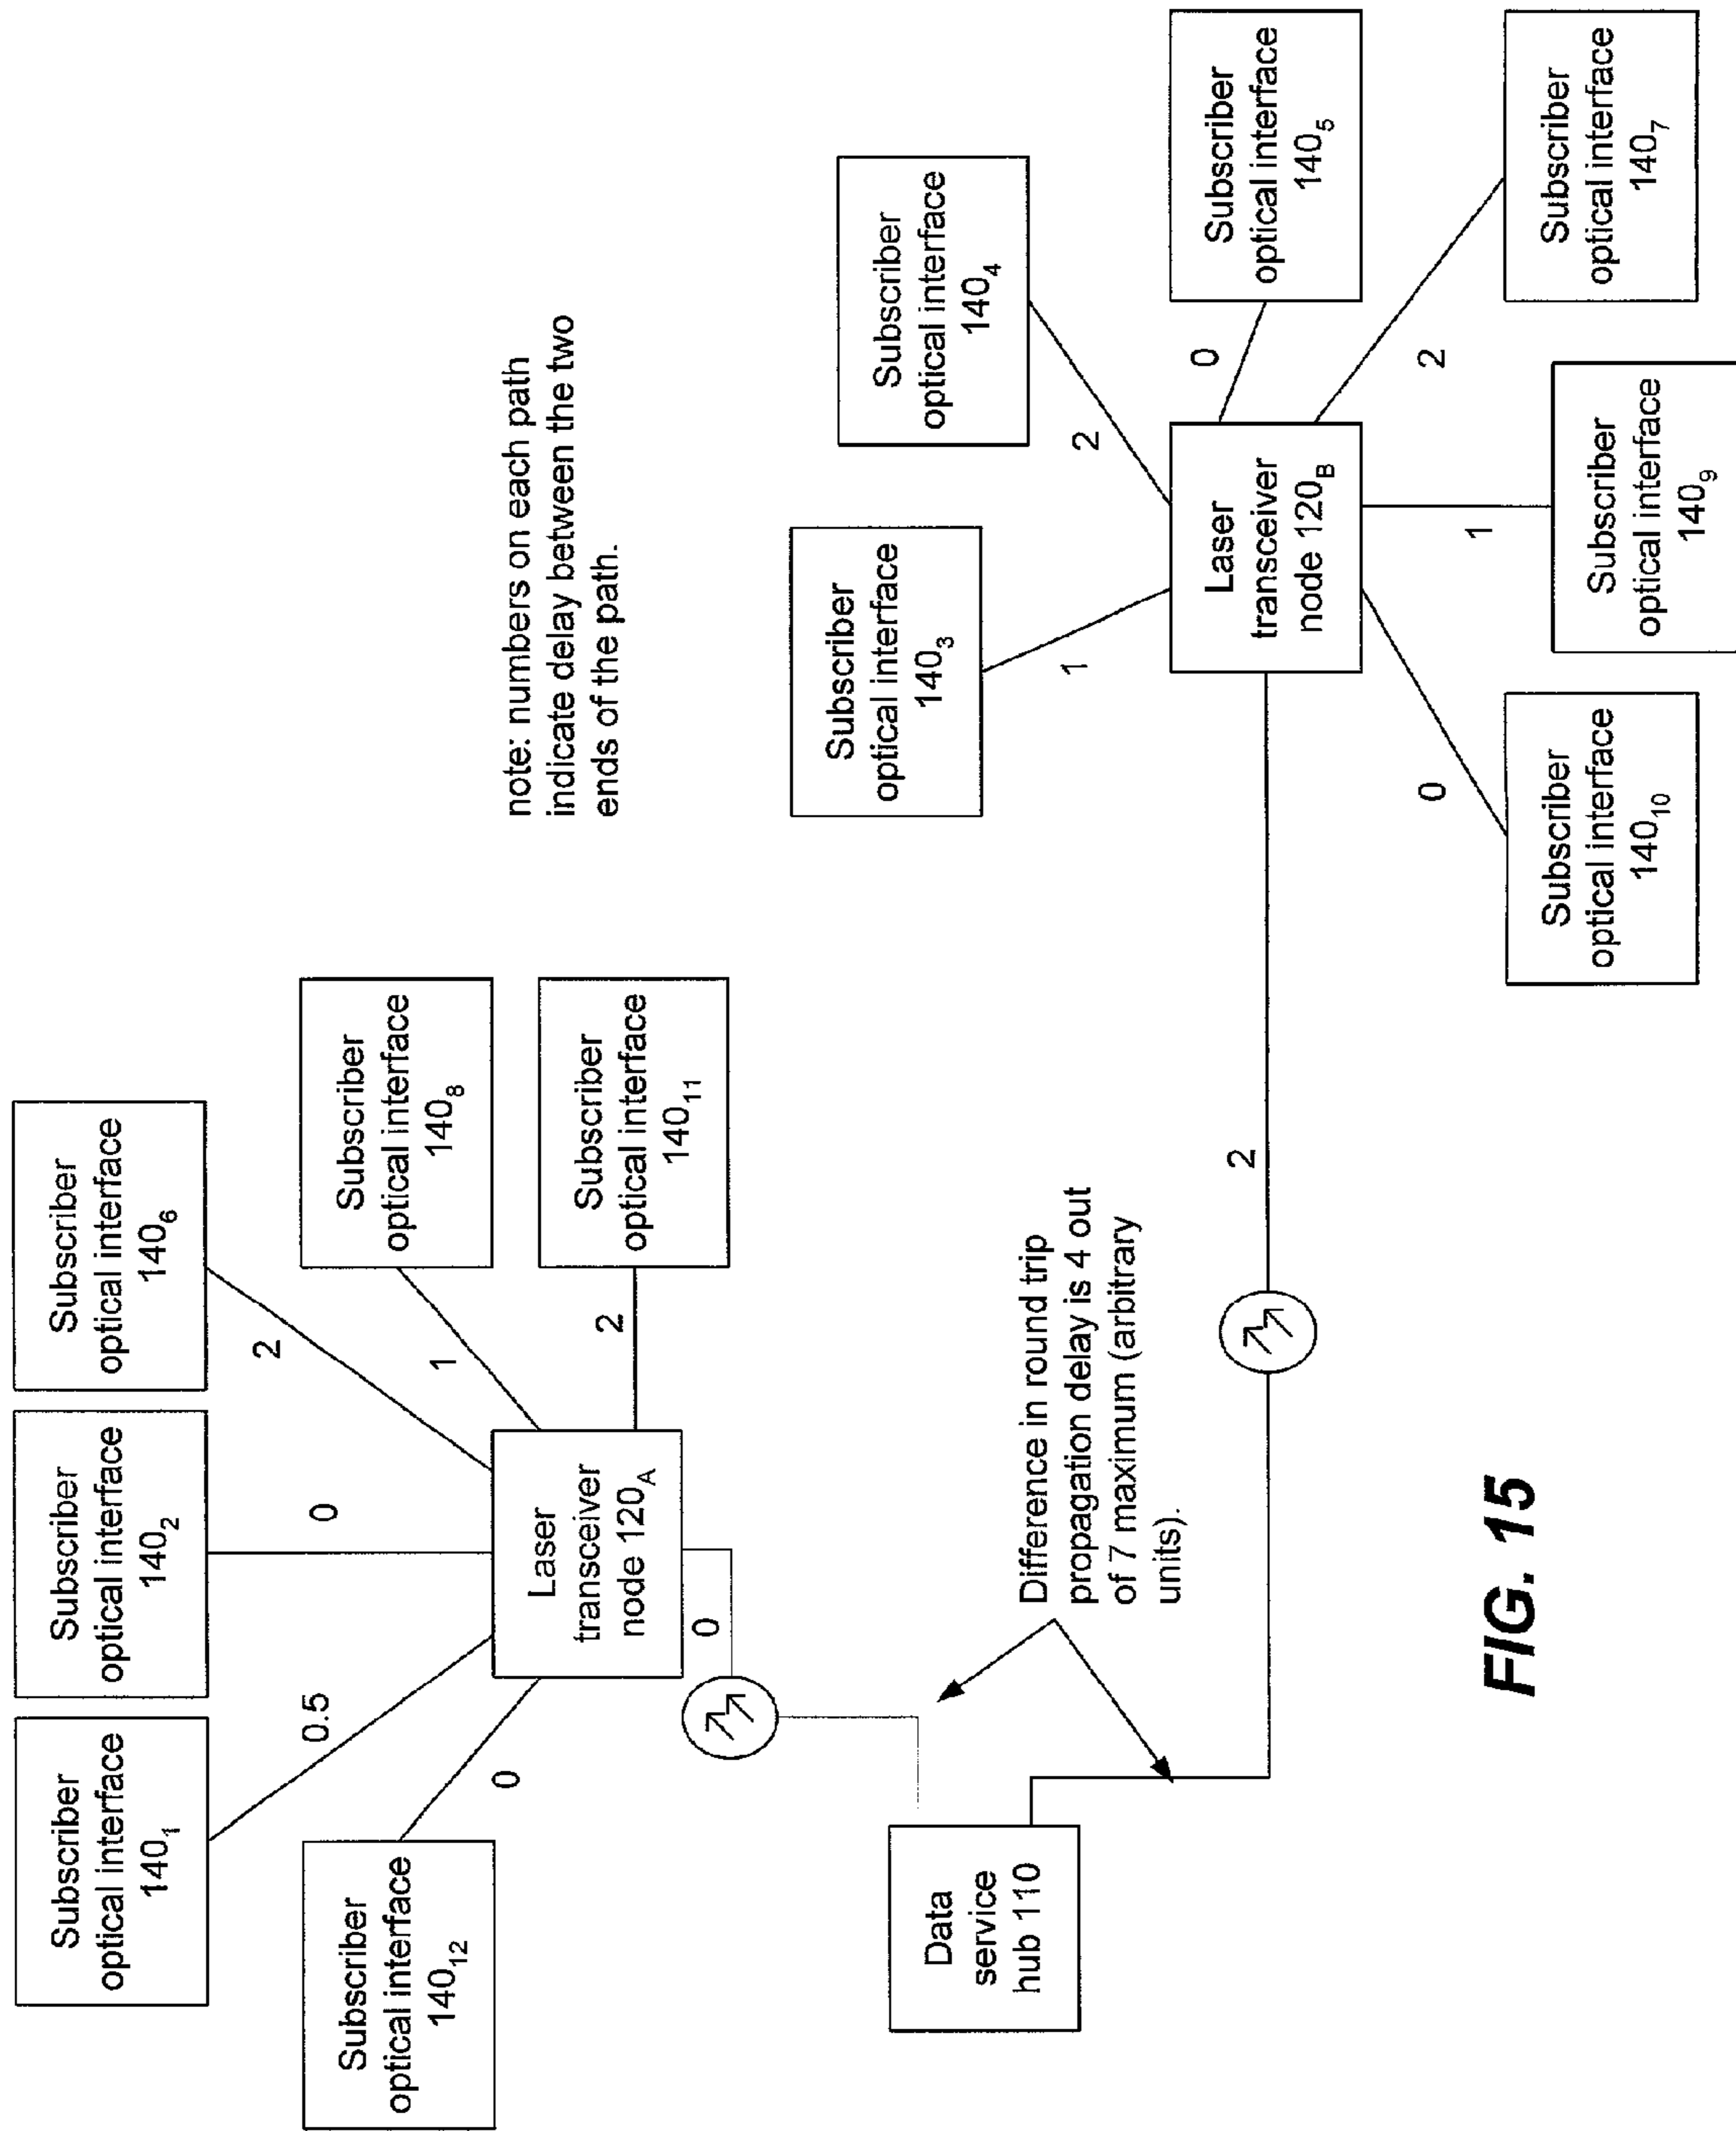 Subscriber
optical interface
140₁
Subscriber
optical interface
140₂
Subscriber
optical interface
140₆
Subscriber
optical interface
140₁₂
Subscriber
optical interface
140₈
Subscriber
optical interface
140₁₁
0.5
0
2
0
1
2
Laser
transceiver
node 120A
0
note: numbers on each path
indicate delay between the two
ends of the path.
Data
service
hub 110
Difference in round trip
propagation delay is 4 out
of 7 maximum (arbitrary
units).
2
Subscriber
optical interface
140₃
Subscriber
optical interface
140₄
1
2
Laser
transceiver
node 120B
0
Subscriber
optical interface
140₅
0
1
2
Subscriber
optical interface
140₁₀
Subscriber
optical interface
140₉
Subscriber
optical interface
140₇
FIG. 15